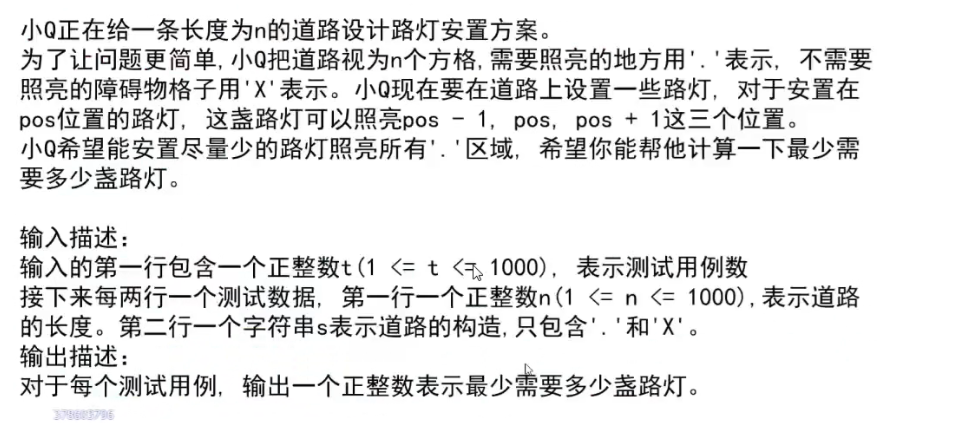 小Q正在给一条长度为n的道路设计路灯安置方案。
为了让问题更简单,小Q把道路视为n个方格,需要照亮的地方用'.'表示, 不需要
照亮的障碍物格子用'X'表示。小Q现在要在道路上设置一些路灯, 对于安置在
pos位置的路灯, 这盏路灯可以照亮pos - 1, pos, pos + 1这三个位置。
小Q希望能安置尽量少的路灯照亮所有'.'区域, 希望你能帮他计算一下最少需
要多少盏路灯。
输入描述:
输入的第一行包含一个正整数t(1 <= t <= 1000), 表示测试用例数
接下来每两行一个测试数据, 第一行一个正整数n(1 <= n <= 1000),表示道路
的长度。第二行一个字符串s表示道路的构造,只包含'.'和'X'。
输出描述:
对于每个测试用例, 输出一个正整数表示最少需要多少盏路灯。